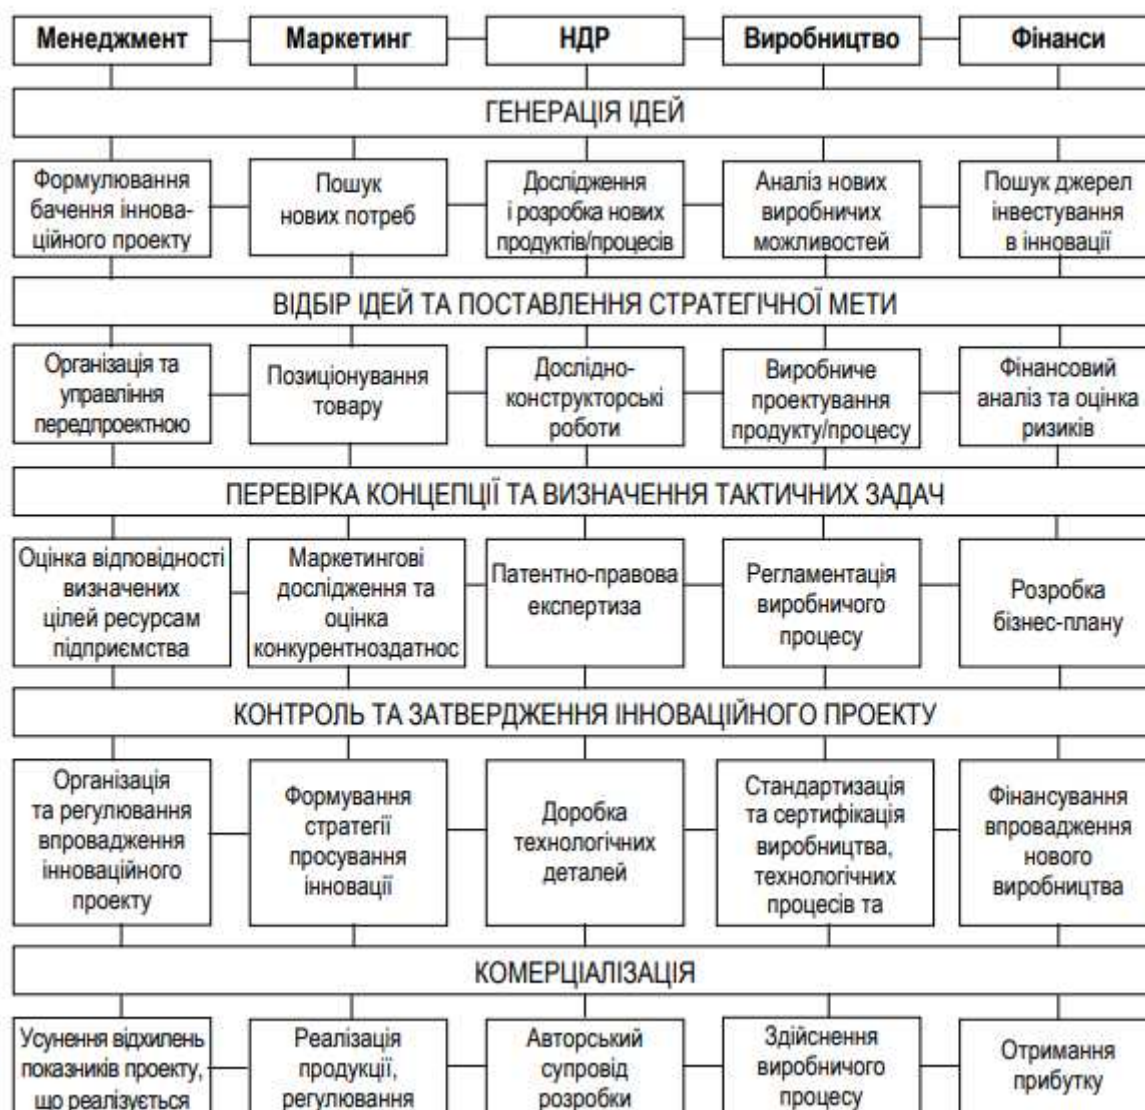 Менеджмент
Маркетинг
НДР
Виробництво
Фінанси
ГЕНЕРАЦІЯ ІДЕЙ
Формулювання
бачення іннова-
ційного проекту
Пошук
нових потреб
Дослідження
і розробка нових
продуктів/процесів
Аналіз нових
виробничих
можливостей
Пошук джерел
інвестування
в інновації
ВІДБІР ІДЕЙ ТА ПОСТАВЛЕННЯ СТРАТЕГІЧНОЇ МЕТИ
Організація та
управління
передпроектною
Позиціонування
товару
Дослідно-
конструкторські
роботи
Виробниче
проектування
продукту/процесу
Фінансовий
аналіз та оцінка
ризиків
ПЕРЕВІРКА КОНЦЕПЦІЇ ТА ВИЗНАЧЕННЯ ТАКТИЧНИХ ЗАДАЧ
Оцінка відповідності
визначених
цілей ресурсам
підприємства
Маркетингові
дослідження та
оцінка
конкурентноздатнос
Патентно-правова
експертиза
Регламентація
виробничого
процесу
Розробка
бізнес-плану
КОНТРОЛЬ ТА ЗАТВЕРДЖЕННЯ ІННОВАЦІЙНОГО ПРОЕКТУ
Організація
та регулювання
впровадження
інноваційного
проекту
Формування
стратегії
просування
інновації
Доробка
технологічних
деталей
Стандартизація
та сертифікація
виробництва,
технологічних
процесів та
Фінансування
впровадження
нового
виробництва
КОМЕРЦІАЛІЗАЦІЯ
Усунення відхилень
показників проекту,
що реалізується
Реалізація
продукції,
регулювання
Авторський
супровід
розробки
Здійснення
виробничого
процесу
Отримання
прибутку